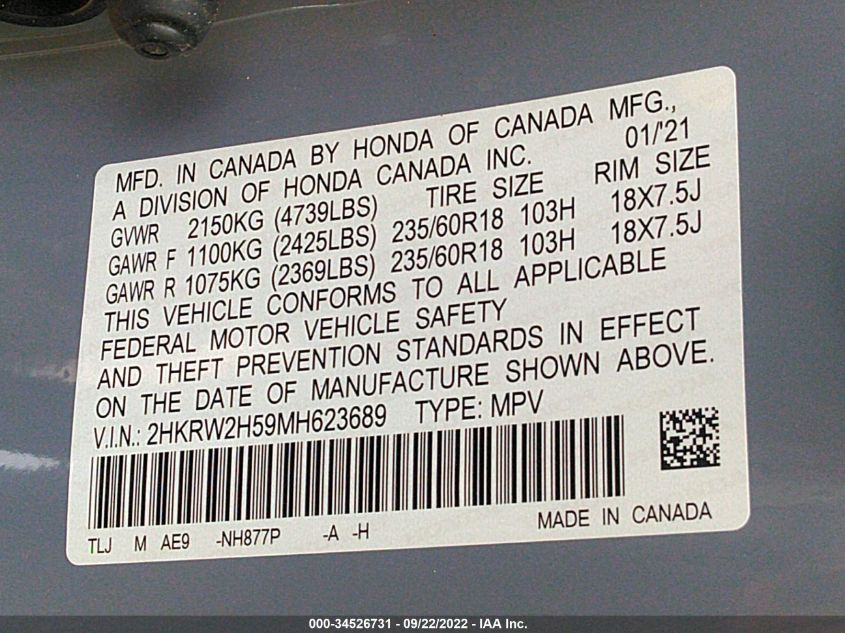 MFD. IN CANADA BY HONDA OF CANADA MFG.,
A DIVISION OF HONDA CANADA INC. 01/'21
GVWR 2150KG (4739LBS) TIRE SIZE RIM SIZE
GAWR F 1100KG (2425LBS) 235/60R18 103H 18X7.5J
GAWR R 1075KG (2369LBS) 235/60R18 103H 18X7.5J
THIS VEHICLE CONFORMS TO ALL APPLICABLE
FEDERAL MOTOR VEHICLE SAFETY
AND THEFT PREVENTION STANDARDS IN EFFECT
ON THE DATE OF MANUFACTURE SHOWN ABOVE.
V.I.N.: 2HKRW2H59MH623689 TYPE: MPV
TLJ M AE9 -NH877P -A -H MADE IN CANADA
000-34526731 - 09/22/2022 - IAA Inc.